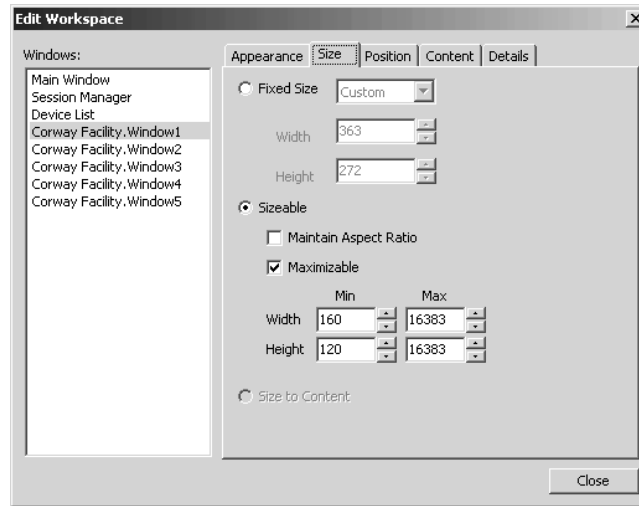 Edit Workspace
Windows:
Main Window
Session Manager
Device List
Corway Facility.Window1
Corway Facility.Window2
Corway Facility.Window3
Corway Facility.Window4
Corway Facility.Window5
Appearance Size Position Content Details
Fixed Size Custom
Width 363
Height 272
Sizeable
Maintain Aspect Ratio
Maximizable
Min Max
Width 160 16383
Height 120 16383
Size to Content
Close